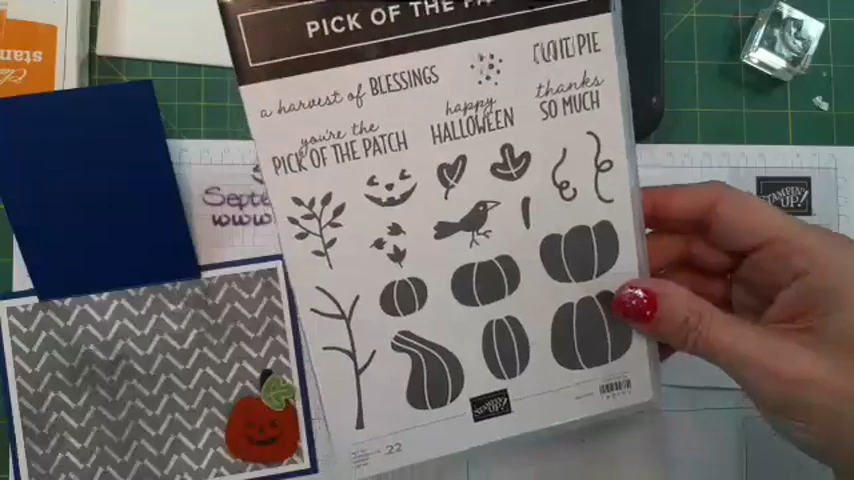 PICK OF THE PA
a harvest of BLESSINGS
CUTIE PIE
thanks
SO MUCH
happy
HALLOWEEN
you're the
PICK OF THE PATCH
STAMPIN' UP!
Septe
www.
STAMPIN' UP!
22